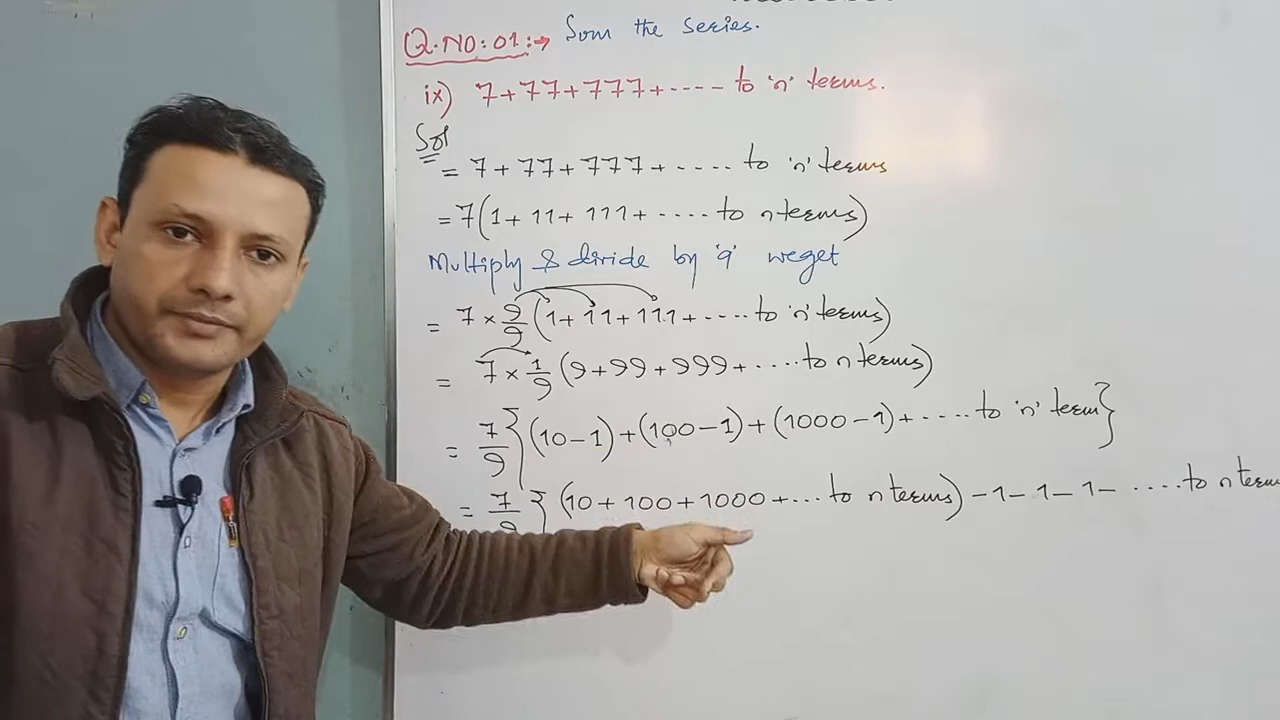 Q.NO:01:→ Som the series.
ix) 7+77+777+---- to 'n' terms.
Sol
= 7+77+777+ ---- to 'n' terms
=7(1+11+111+ .... to n terms)
Multiply & divide by '9' we get
= 7×9/9(1+11+111+ .... to 'n' terms)
= 7×1/9(9+99+999+ .... to n terms)
= 7/9{(10-1)+(100-1)+(1000-1)+ .... to 'n' term}
= 7/9{(10+100+1000+... to n terms) -1-1-1- .... to n terms